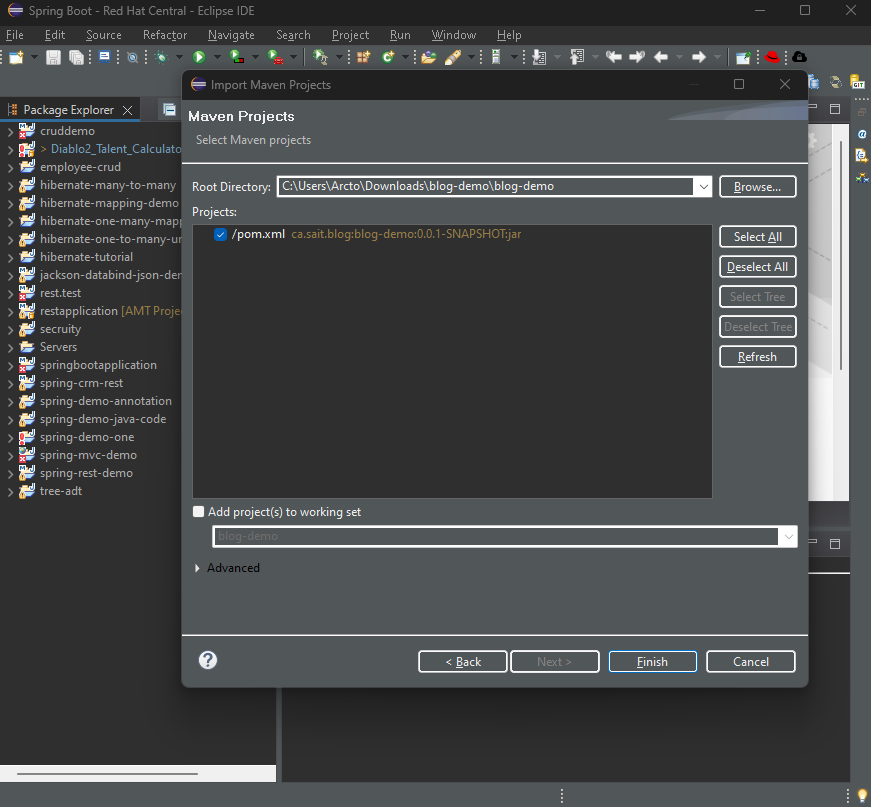 Spring Boot - Red Hat Central - Eclipse IDE
File Edit Source Refactor Navigate Search Project Run Window Help
Import Maven Projects
Maven Projects
Select Maven projects
Package Explorer
cruddemo
> Diablo2_Talent_Calculato
employee-crud
hibernate-many-to-many
hibernate-mapping-demo
hibernate-one-many-map
hibernate-one-to-many-u
hibernate-tutorial
jackson-databind-json-de
rest.test
restapplication [AMT Proje
secruity
Servers
springbootapplication
spring-crm-rest
spring-demo-annotation
spring-demo-java-code
spring-demo-one
spring-mvc-demo
spring-rest-demo
tree-adt
Root Directory: C:\Users\Arcto\Downloads\blog-demo\blog-demo Browse...
Projects:
/pom.xml ca.sait.blog:blog-demo:0.0.1-SNAPSHOT:jar
Select All
Deselect All
Select Tree
Deselect Tree
Refresh
Add project(s) to working set
blog-demo
Advanced
?
< Back Next > Finish Cancel
GIT